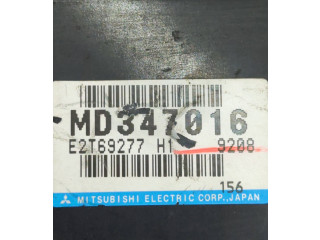 MD347016
E2T69277 H1 9208
156
MITSUBISHI ELECTRIC CORP., JAPAN